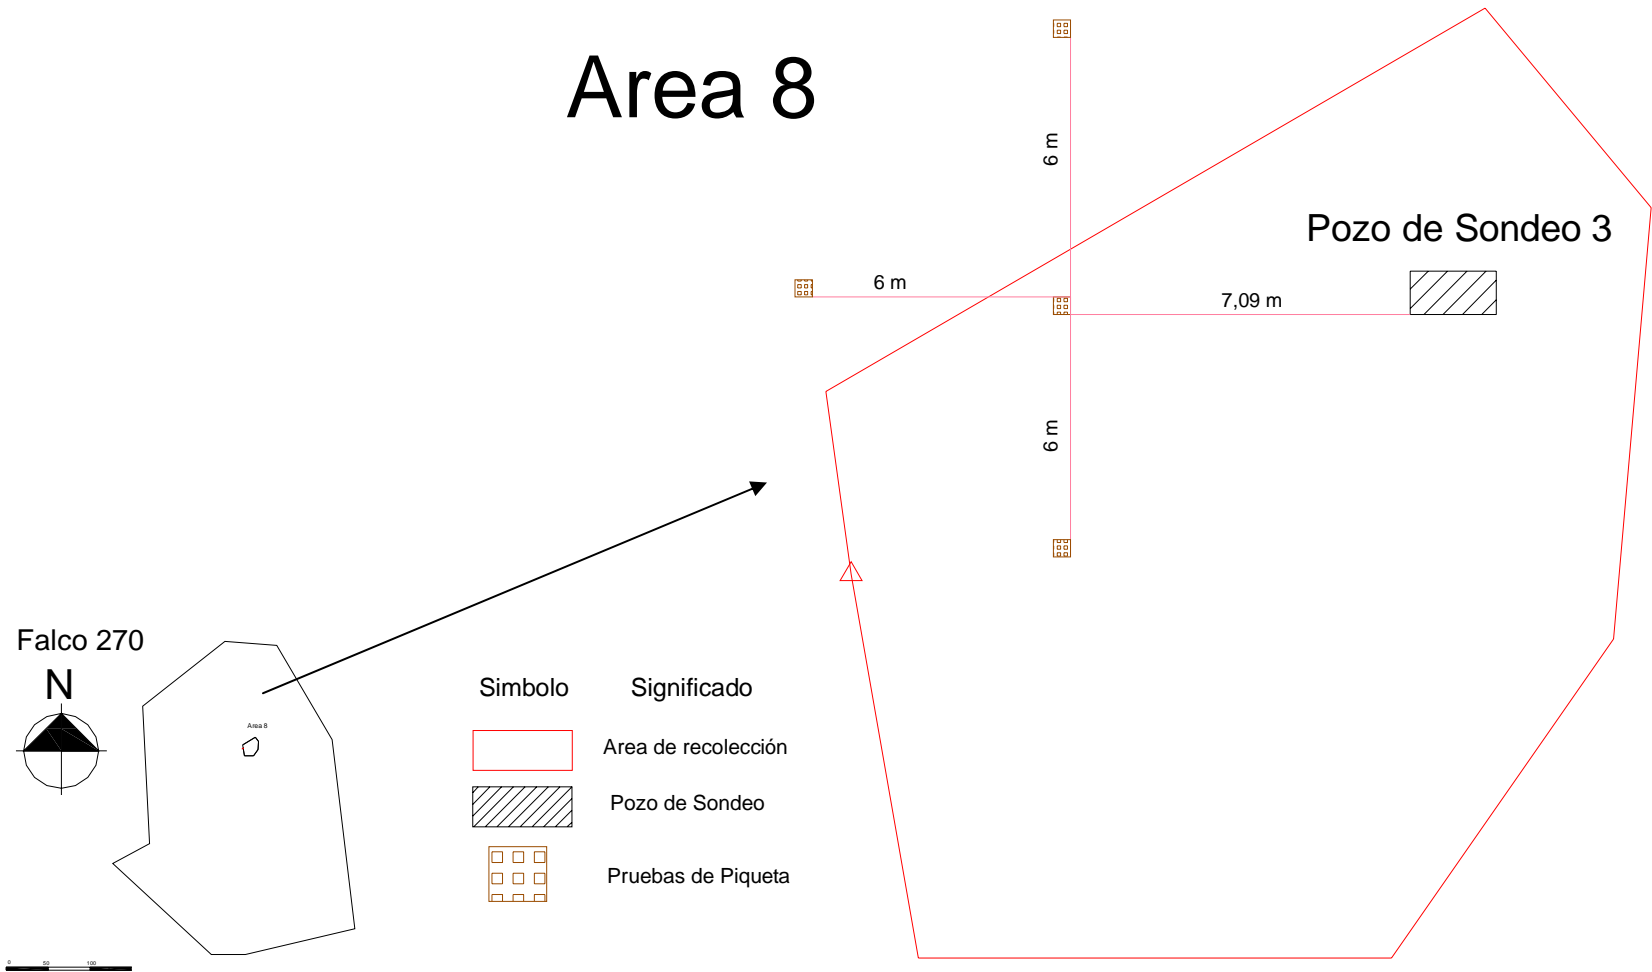 Area 8
6 m
Pozo de Sondeo 3
6 m
7,09 m
6 m
Falco 270
N
Area 8
Simbolo Significado
Area de recolección
Pozo de Sondeo
Pruebas de Piqueta
0 50 100